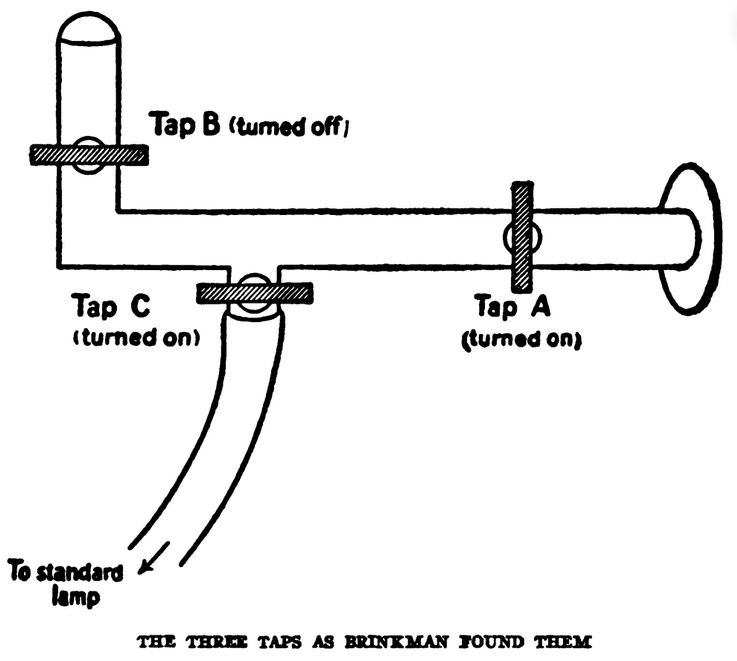 Tap B (turned off)
Tap C
(turned on)
Tap A
(turned on)
To standard
lamp
THE THREE TAPS AS BRINKMAN FOUND THEM